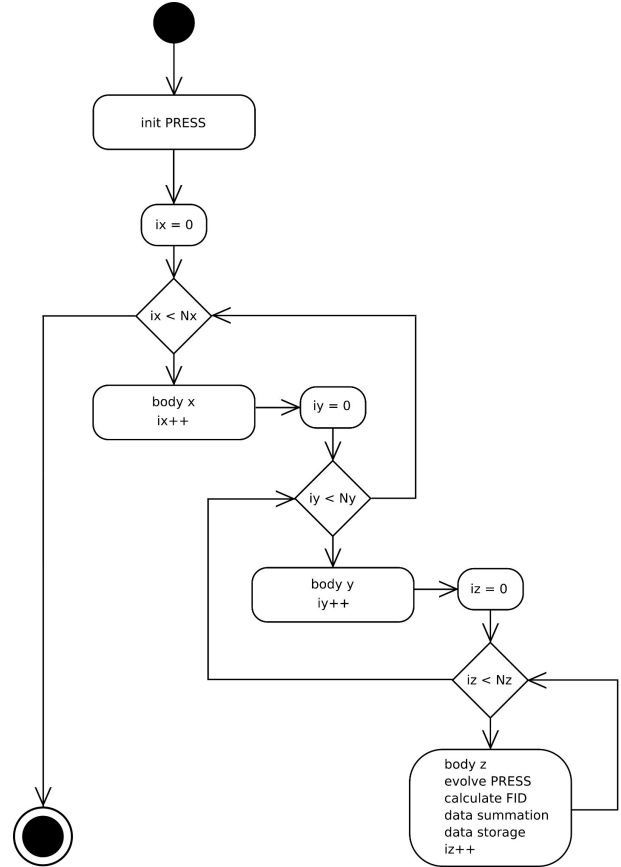 init PRESS
ix = 0
ix < Nx
body x
ix++
iy = 0
iy < Ny
body y
iy++
iz = 0
iz < Nz
body z
evolve PRESS
calculate FID
data summation
data storage
iz++